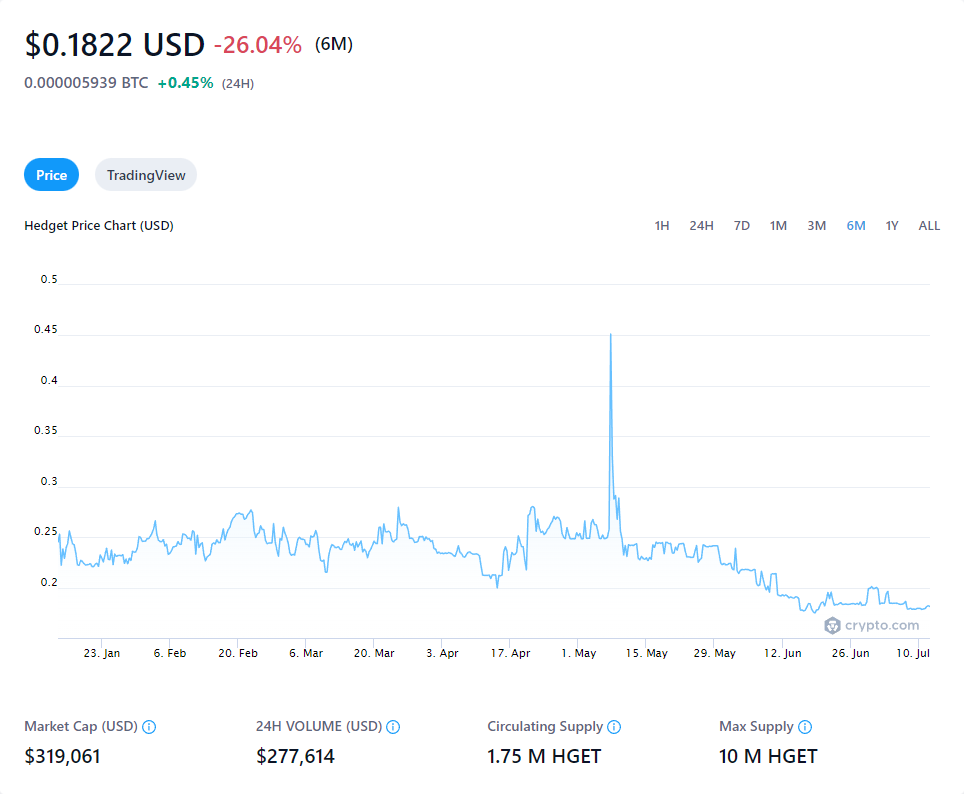 $0.1822 USD -26.04% (6M)
0.000005939 BTC +0.45% (24H)
Price TradingView
Hedget Price Chart (USD) 1H 24H 7D 1M 3M 6M 1Y ALL
0.5
0.45
0.4
0.35
0.3
0.25
0.2
crypto.com
23. Jan 6. Feb 20. Feb 6. Mar 20. Mar 3. Apr 17. Apr 1. May 15. May 29. May 12. Jun 26. Jun 10. Jul
Market Cap (USD) 24H VOLUME (USD) Circulating Supply Max Supply
$319,061 $277,614 1.75 M HGET 10 M HGET